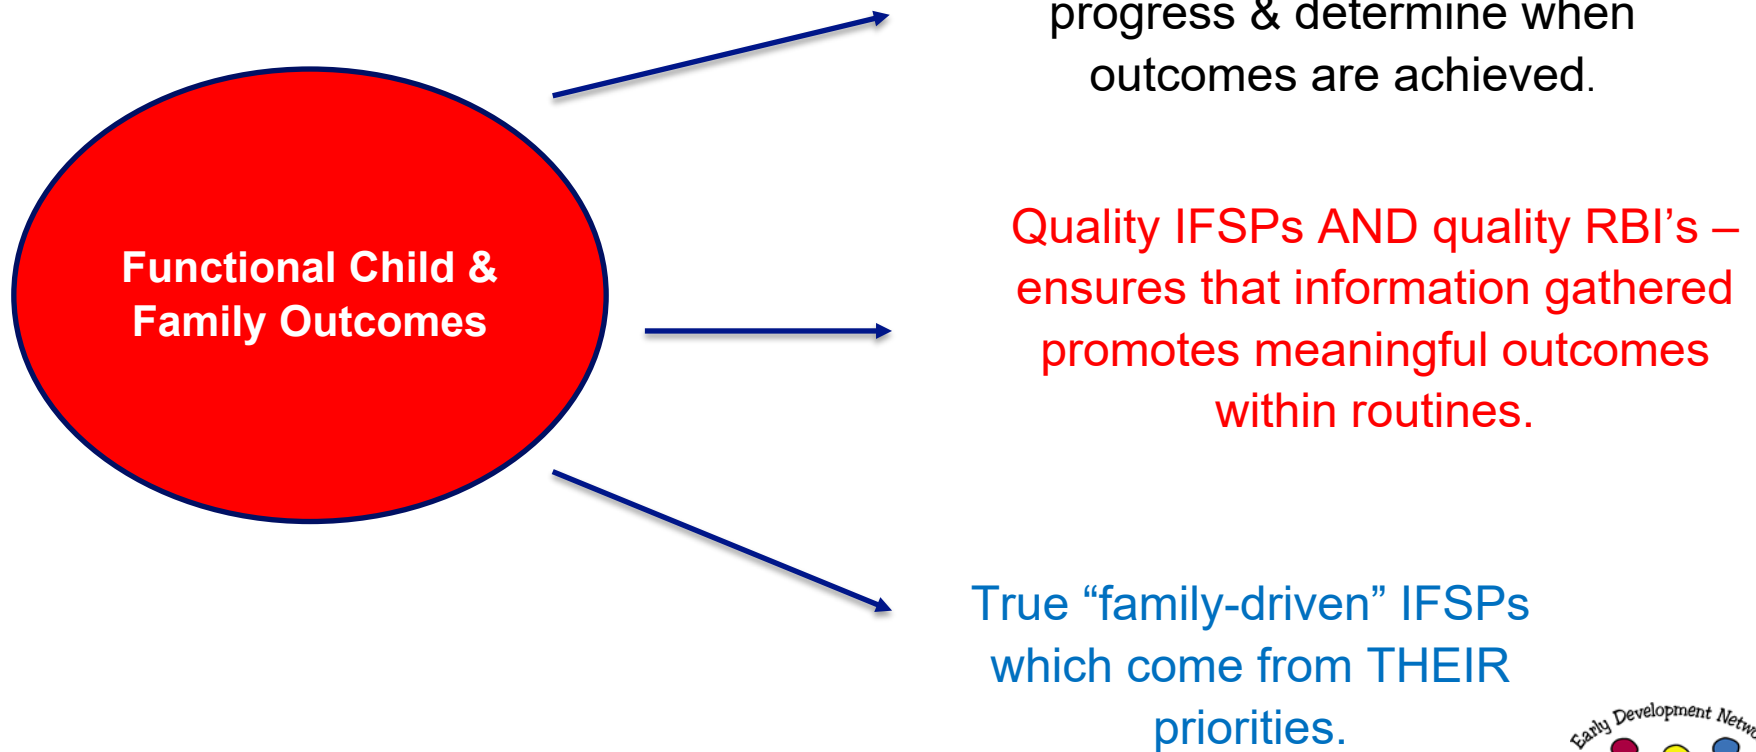 progress & determine when
outcomes are achieved.
Functional Child &
Family Outcomes
Quality IFSPs AND quality RBI’s –
ensures that information gathered
promotes meaningful outcomes
within routines.
True “family-driven” IFSPs
which come from THEIR
priorities.
Early Development